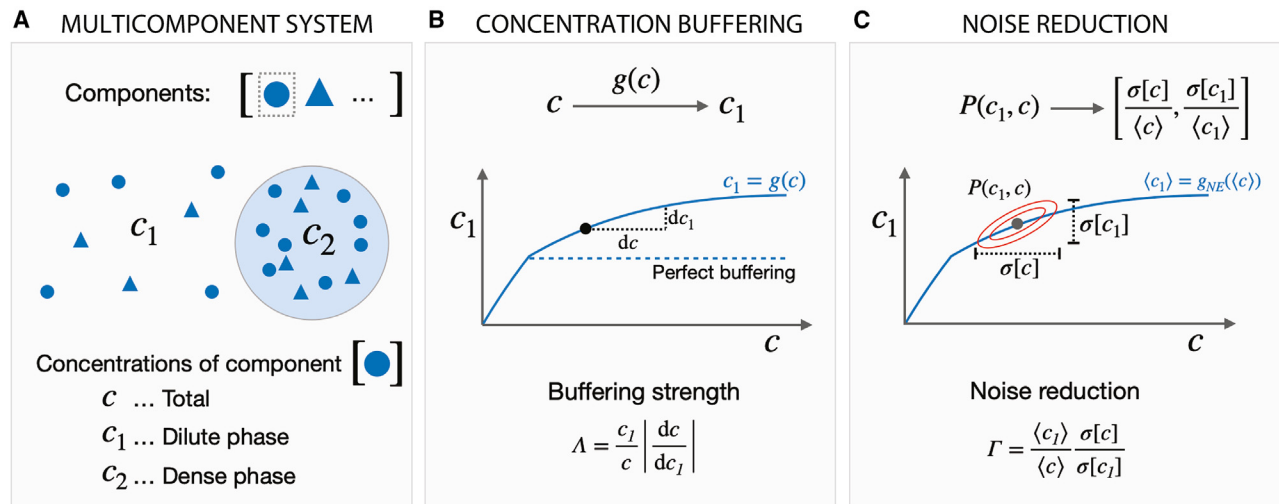 A MULTICOMPONENT SYSTEM
Components: [ ... ]
c₁
c₂
Concentrations of component [ ]
c ... Total
c₁ ... Dilute phase
c₂ ... Dense phase
B CONCENTRATION BUFFERING
g(c)
c → c₁
c₁ = g(c)
c₁
dc₁
dc
Perfect buffering
c
Buffering strength
Λ = c₁/c |dc/dc₁|
C NOISE REDUCTION
P(c₁, c) → [σ[c]/⟨c⟩, σ[c₁]/⟨c₁⟩]
P(c₁, c)
⟨c₁⟩ = g_NE(⟨c⟩)
c₁
σ[c₁]
σ[c]
c
Noise reduction
Γ = ⟨c₁⟩/⟨c⟩ σ[c]/σ[c₁]